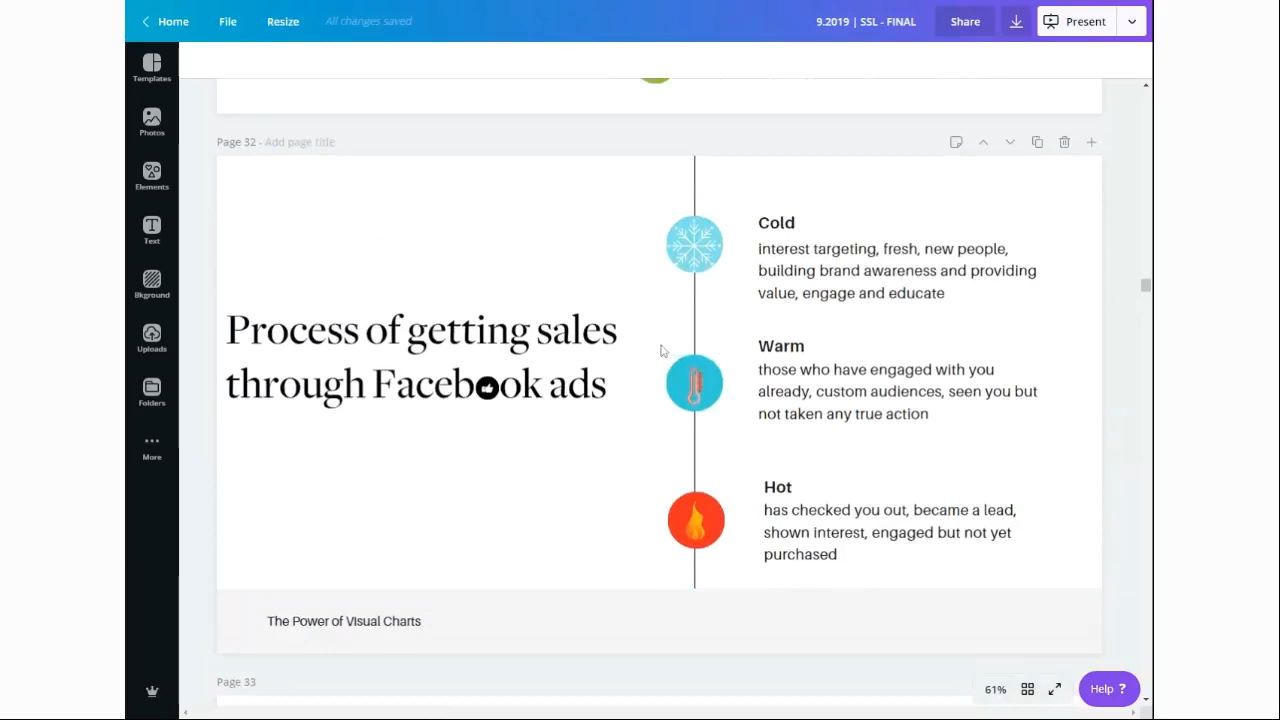 Home File Resize All changes saved 9.2019 | SSL - FINAL Share Present
Templates
Photos
Elements
Text
Bkground
Uploads
Folders
More
Page 32 - Add page title
Process of getting sales
through Facebook ads
Cold
interest targeting, fresh, new people,
building brand awareness and providing
value, engage and educate
Warm
those who have engaged with you
already, custom audiences, seen you but
not taken any true action
Hot
has checked you out, became a lead,
shown interest, engaged but not yet
purchased
The Power of Visual Charts
Page 33
61%
Help ?